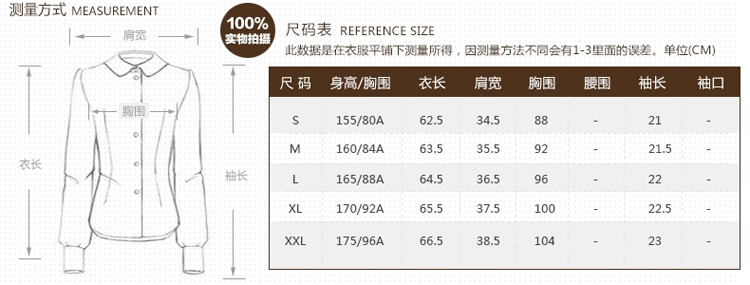 测量方式 MEASUREMENT
肩宽
胸围
衣长
袖长
100%
实物拍摄
尺码表 REFERENCE SIZE
此数据是在衣服平铺下测量所得，因测量方法不同会有1-3里面的误差。单位(CM)
尺 码 身高/胸围 衣长 肩宽 胸围 腰围 袖长 袖口
S 155/80A 62.5 34.5 88 - 21 -
M 160/84A 63.5 35.5 92 - 21.5 -
L 165/88A 64.5 36.5 96 - 22 -
XL 170/92A 65.5 37.5 100 - 22.5 -
XXL 175/96A 66.5 38.5 104 - 23 -